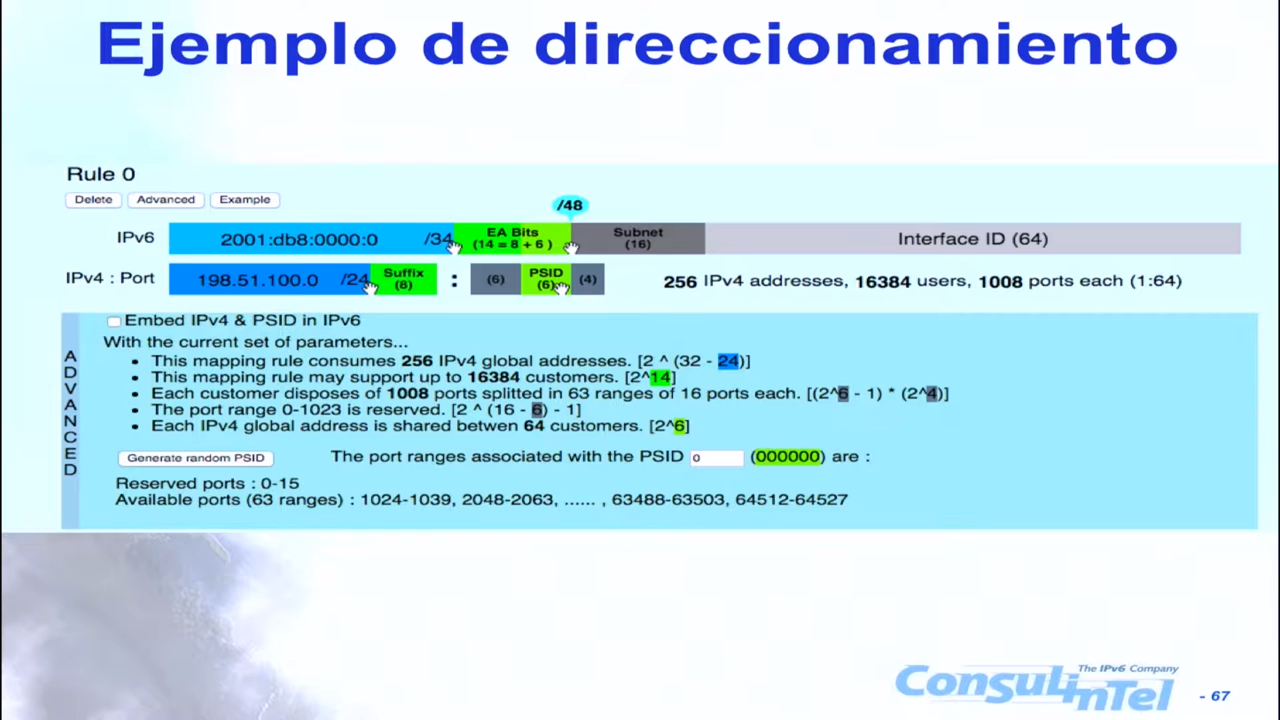 Ejemplo de direccionamiento
Rule 0
Delete Advanced Example
/48
IPv6 2001:db8:0000:0 /34 EA Bits (14 = 8 + 6 ) Subnet (16) Interface ID (64)
IPv4 : Port 198.51.100.0 /24 Suffix (8) : (6) PSID (6) (4) 256 IPv4 addresses, 16384 users, 1008 ports each (1:64)
ADVANCED
Embed IPv4 & PSID in IPv6
With the current set of parameters...
• This mapping rule consumes 256 IPv4 global addresses. [2 ^ (32 - 24)]
• This mapping rule may support up to 16384 customers. [2^14]
• Each customer disposes of 1008 ports splitted in 63 ranges of 16 ports each. [(2^6 - 1) * (2^4)]
• The port range 0-1023 is reserved. [2 ^ (16 - 6) - 1]
• Each IPv4 global address is shared betwen 64 customers. [2^6]
Generate random PSID The port ranges associated with the PSID 0 (000000) are :
Reserved ports : 0-15
Available ports (63 ranges) : 1024-1039, 2048-2063, ...... , 63488-63503, 64512-64527
The IPv6 Company
Consulintel
- 67